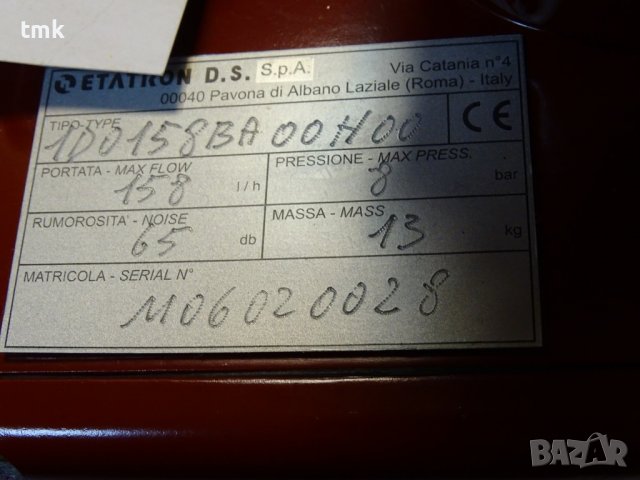 tmk
ETATRON D.S. S.p.A. Via Catania n°4
00040 Pavona di Albano Laziale (Roma) - Italy
TIPO-TYPE
1D0158BA00H00
CE
PORTATA - MAX FLOW
158 l/h
PRESSIONE - MAX PRESS.
8 bar
RUMOROSITA' - NOISE
65 db
MASSA - MASS
13 kg
MATRICOLA - SERIAL N°
M06020028
BAZAR